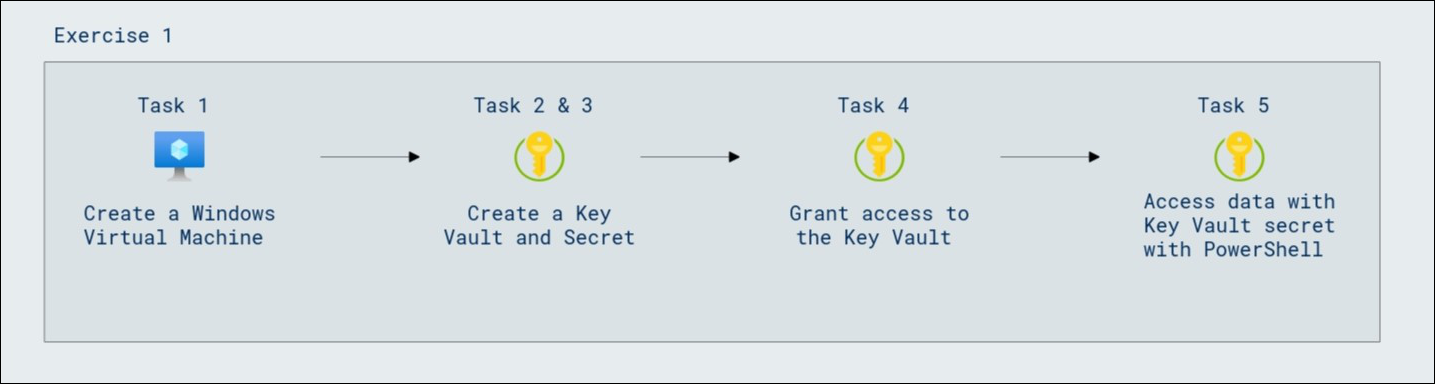 Exercise 1
Task 1
Create a Windows
Virtual Machine
Task 2 & 3
Create a Key
Vault and Secret
Task 4
Grant access to
the Key Vault
Task 5
Access data with
Key Vault secret
with PowerShell